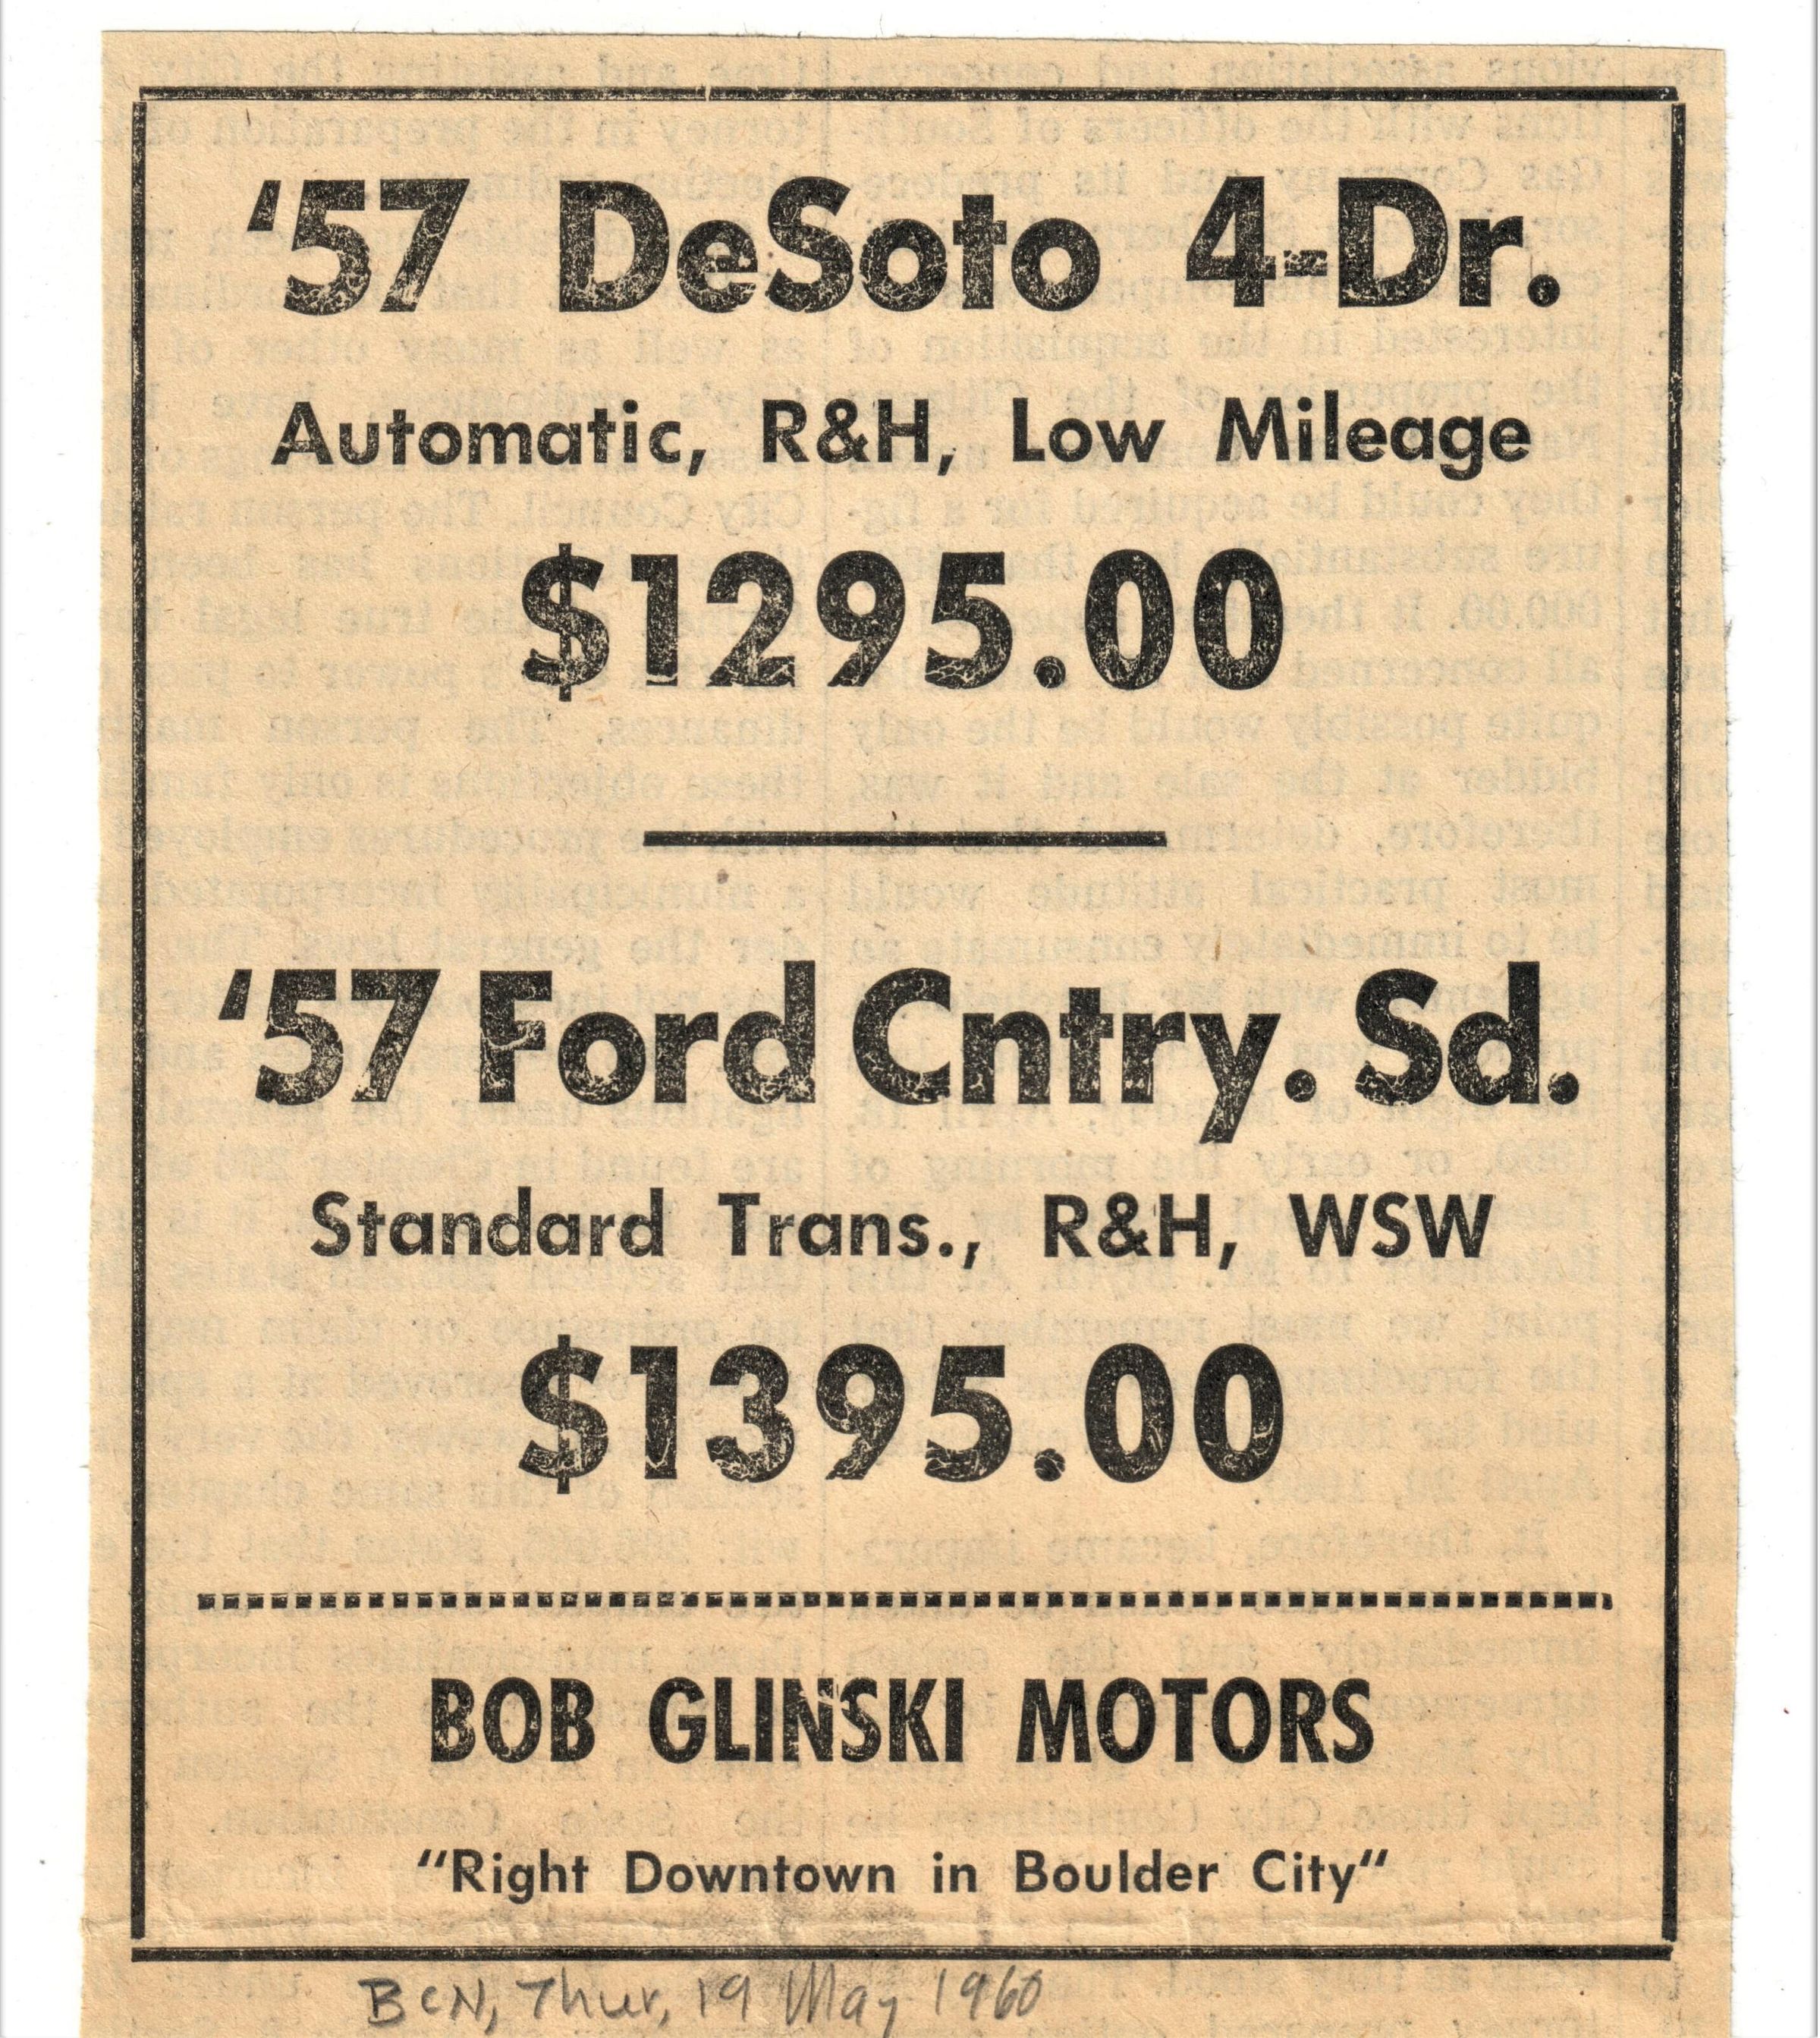 ‘57 DeSoto 4-Dr.
Automatic, R&H, Low Mileage
$1295.00
‘57 Ford Cntry. Sd.
Standard Trans., R&H, WSW
$1395.00
BOB GLINSKI MOTORS
“Right Downtown in Boulder City“
BCN, Thur, 19 May 1960